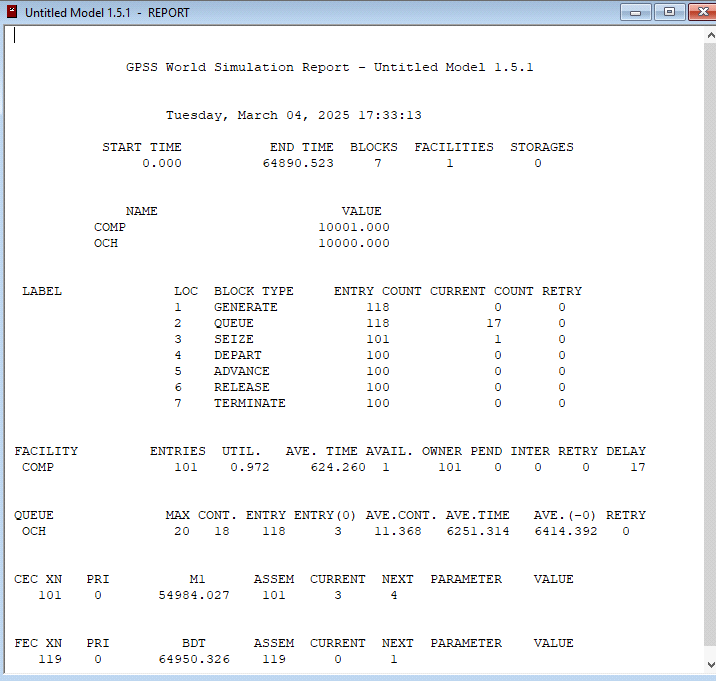 Untitled Model 1.5.1 - REPORT
GPSS World Simulation Report - Untitled Model 1.5.1
Tuesday, March 04, 2025 17:33:13
START TIME END TIME BLOCKS FACILITIES STORAGES
0.000 64890.523 7 1 0
NAME VALUE
COMP 10001.000
OCH 10000.000
LABEL LOC BLOCK TYPE ENTRY COUNT CURRENT COUNT RETRY
1 GENERATE 118 0 0
2 QUEUE 118 17 0
3 SEIZE 101 1 0
4 DEPART 100 0 0
5 ADVANCE 100 0 0
6 RELEASE 100 0 0
7 TERMINATE 100 0 0
FACILITY ENTRIES UTIL. AVE. TIME AVAIL. OWNER PEND INTER RETRY DELAY
COMP 101 0.972 624.260 1 101 0 0 0 17
QUEUE MAX CONT. ENTRY ENTRY(0) AVE.CONT. AVE.TIME AVE.(-0) RETRY
OCH 20 18 118 3 11.368 6251.314 6414.392 0
CEC XN PRI M1 ASSEM CURRENT NEXT PARAMETER VALUE
101 0 54984.027 101 3 4
FEC XN PRI BDT ASSEM CURRENT NEXT PARAMETER VALUE
119 0 64950.326 119 0 1